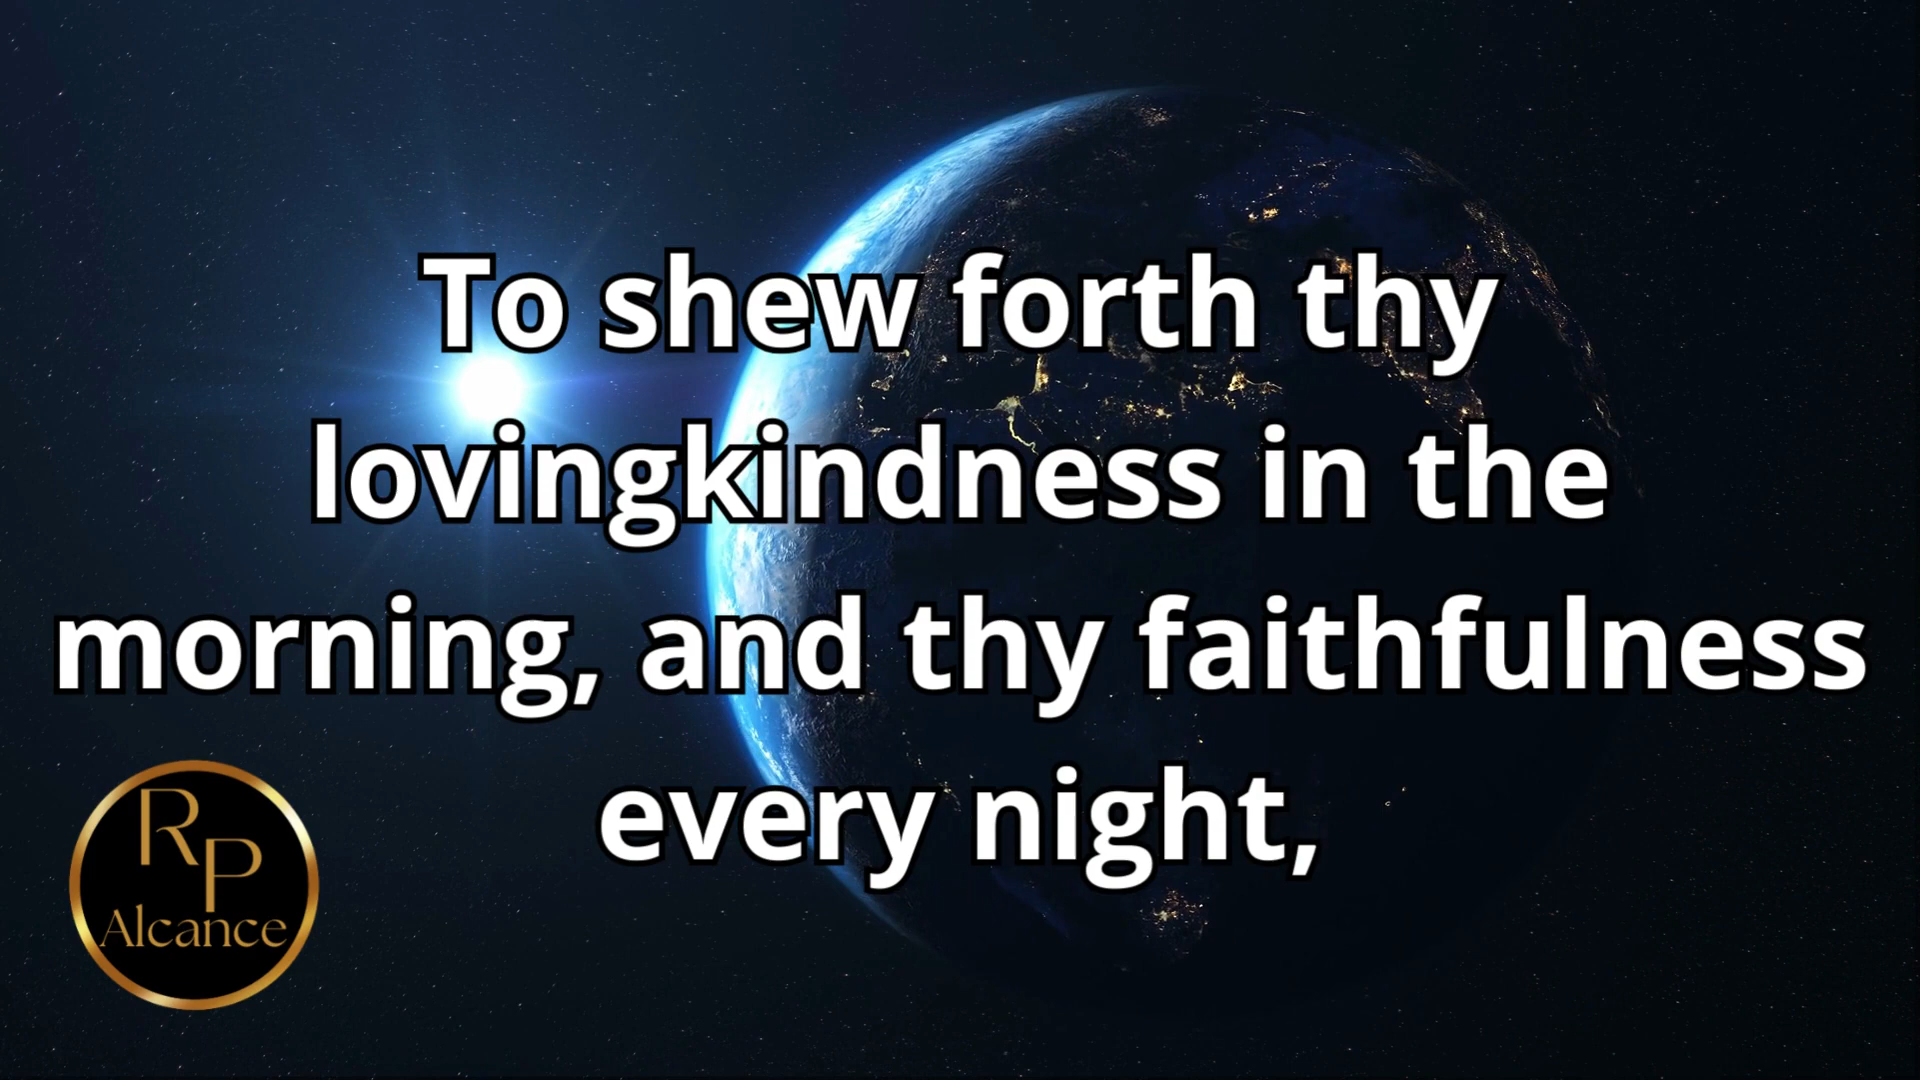 To shew forth thy
lovingkindness in the
morning, and thy faithfulness
every night,
RP
Alcance